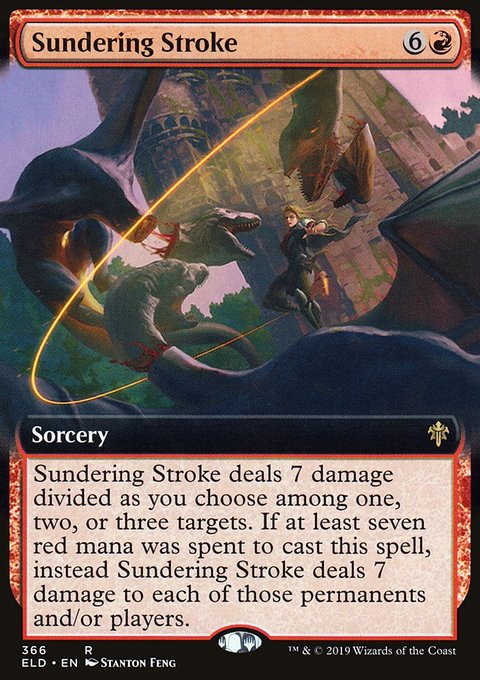 Sundering Stroke 6
Sorcery
Sundering Stroke deals 7 damage
divided as you choose among one,
two, or three targets. If at least seven
red mana was spent to cast this spell,
instead Sundering Stroke deals 7
damage to each of those permanents
and/or players.
366 R
ELD • EN Stanton Feng ™ & © 2019 Wizards of the Coast